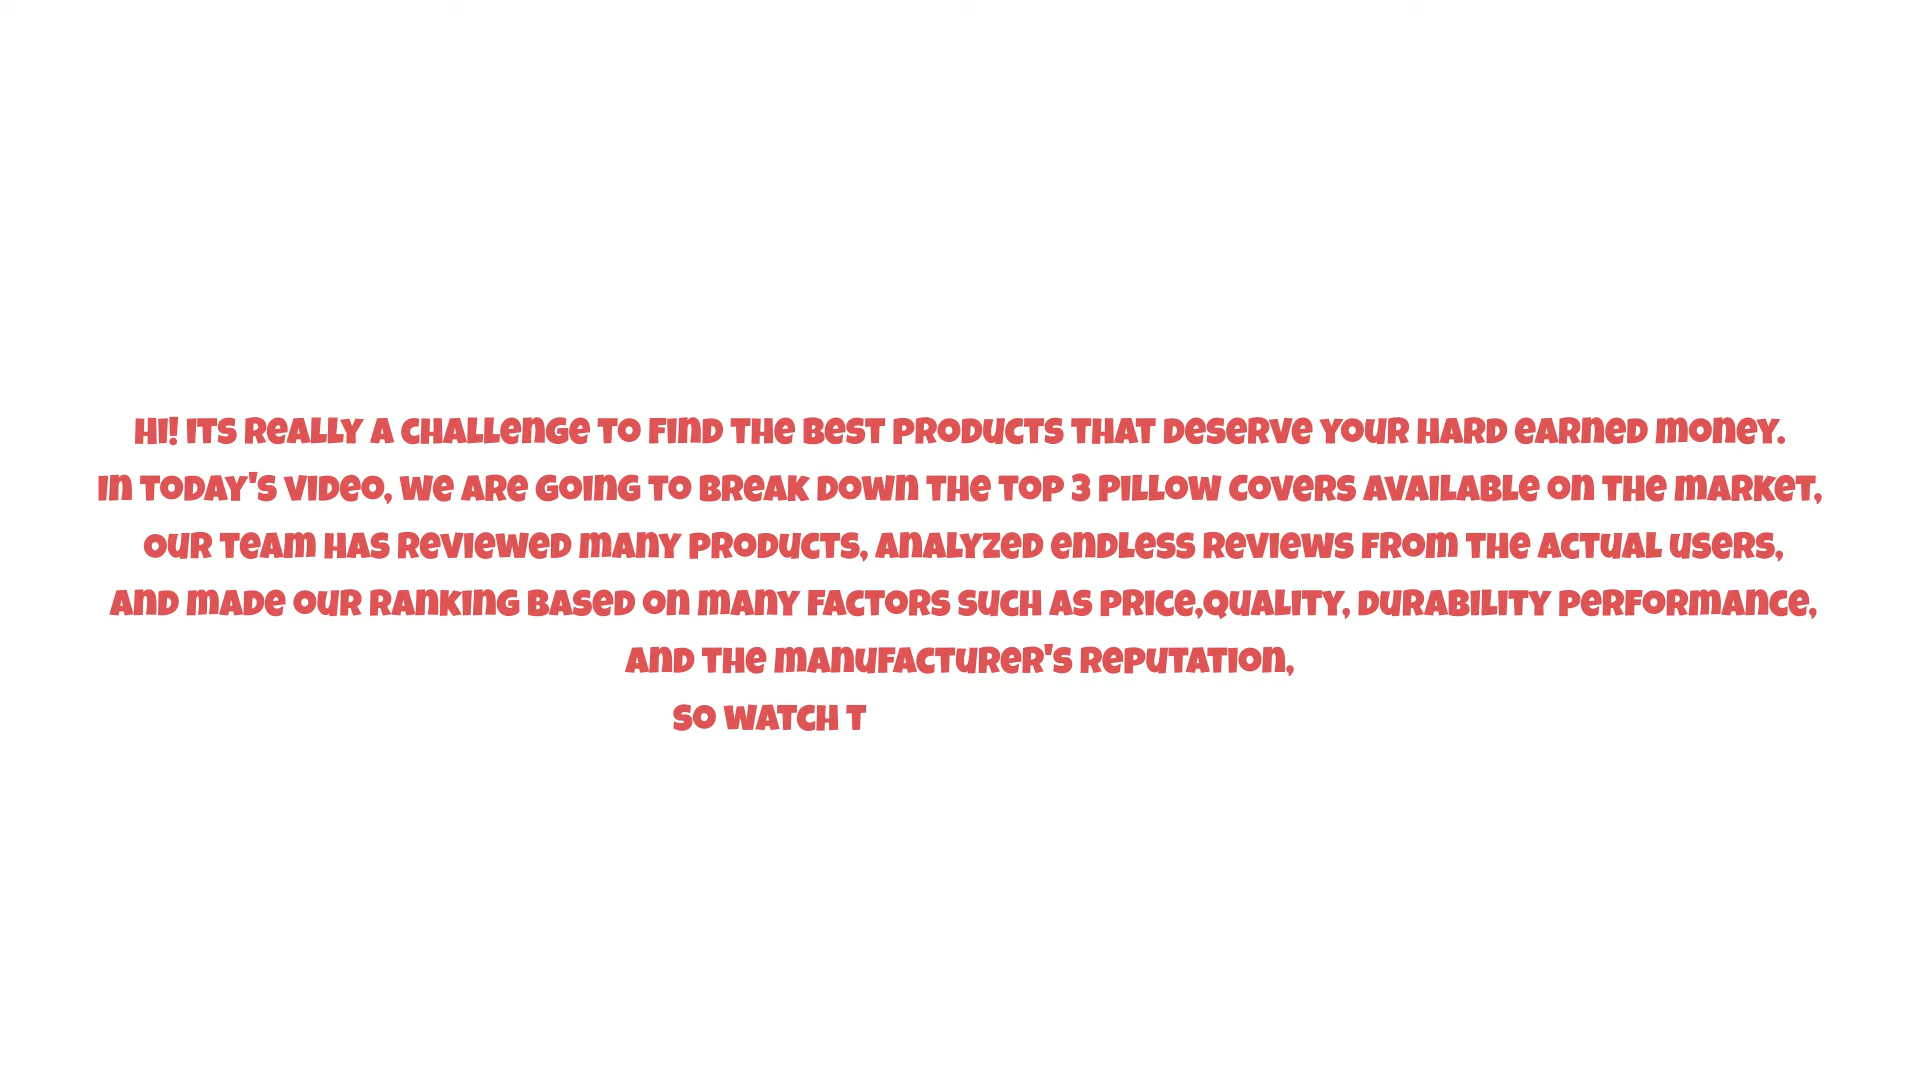 Hi! Its really a challenge to find the best products that deserve your hard earned money.
In today's video, we are going to break down the top 3 pillow covers available on the market,
our team has reviewed many products, analyzed endless reviews from the actual users,
and made our ranking based on many factors such as price,quality, durability performance,
and the manufacturer's reputation,
so watch t